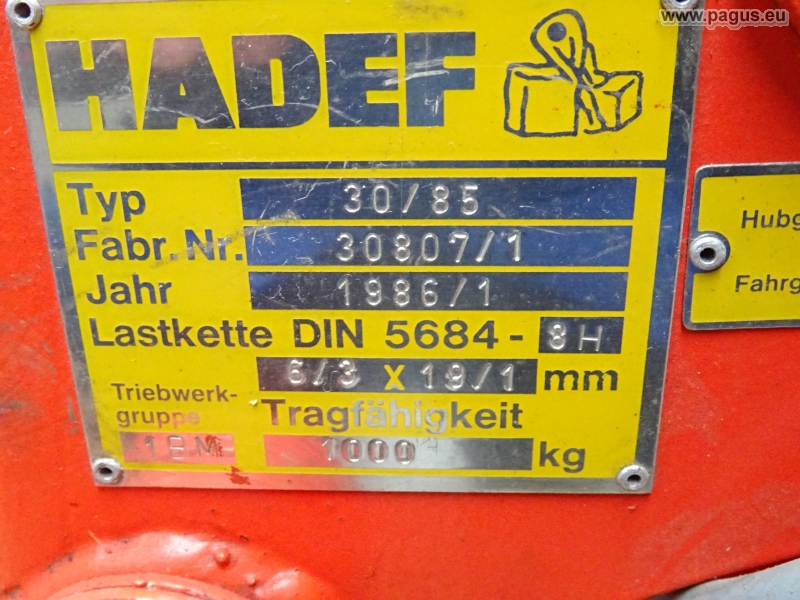 www.pagus.eu
HADEF
Typ 30/85
Fabr.Nr. 30807/1
Jahr 1986/1
Lastkette DIN 5684 - 8H
6/3 X 19/1 mm
Triebwerk-
gruppe
Tragfähigkeit
1BM 1000 kg
Hubg
Fahrg